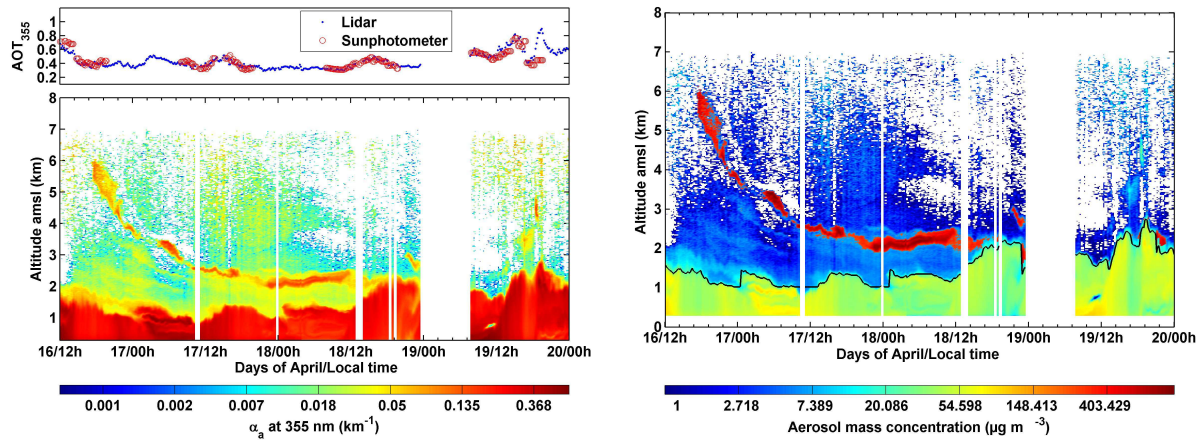 AOT355
1
0.8
0.6
0.4
0.2
Lidar
Sunphotometer
Altitude amsl (km)
8
7
6
5
4
3
2
1
16/12h 17/00h 17/12h 18/00h 18/12h 19/00h 19/12h 20/00h
Days of April/Local time
0.001 0.002 0.007 0.018 0.05 0.135 0.368
αa at 355 nm (km-1)
Altitude amsl (km)
8
7
6
5
4
3
2
1
0
16/12h 17/00h 17/12h 18/00h 18/12h 19/00h 19/12h 20/00h
Days of April/Local time
1 2.718 7.389 20.086 54.598 148.413 403.429
Aerosol mass concentration (µg m -3)